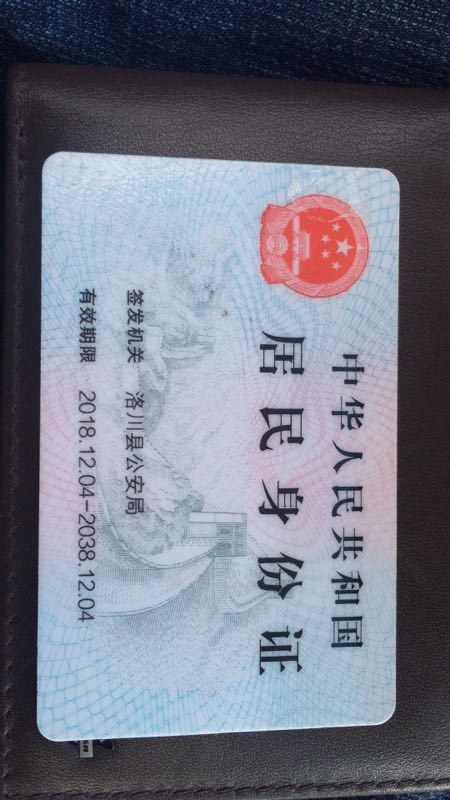 中华人民共和国
居民身份证
签发机关 洛川县公安局
有效期限 2018.12.04-2038.12.04